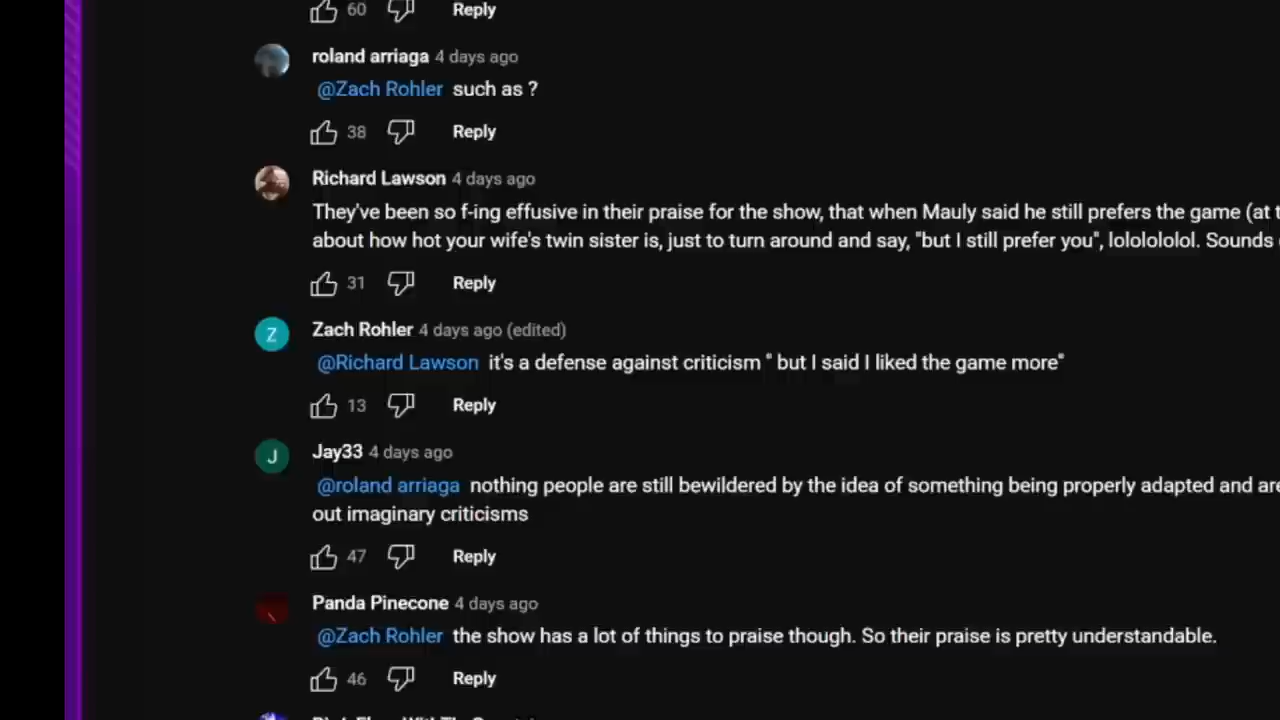 60 Reply
roland arriaga 4 days ago
@Zach Rohler such as ?
38 Reply
Richard Lawson 4 days ago
They've been so f-ing effusive in their praise for the show, that when Mauly said he still prefers the game (at
about how hot your wife's twin sister is, just to turn around and say, "but I still prefer you", lolololololol. Sounds
31 Reply
Zach Rohler 4 days ago (edited)
@Richard Lawson it's a defense against criticism " but I said I liked the game more"
13 Reply
Jay33 4 days ago
@roland arriaga nothing people are still bewildered by the idea of something being properly adapted and are
out imaginary criticisms
47 Reply
Panda Pinecone 4 days ago
@Zach Rohler the show has a lot of things to praise though. So their praise is pretty understandable.
46 Reply